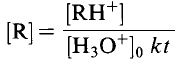 [R] = [RH⁺] / [H₃O⁺]₀ kt